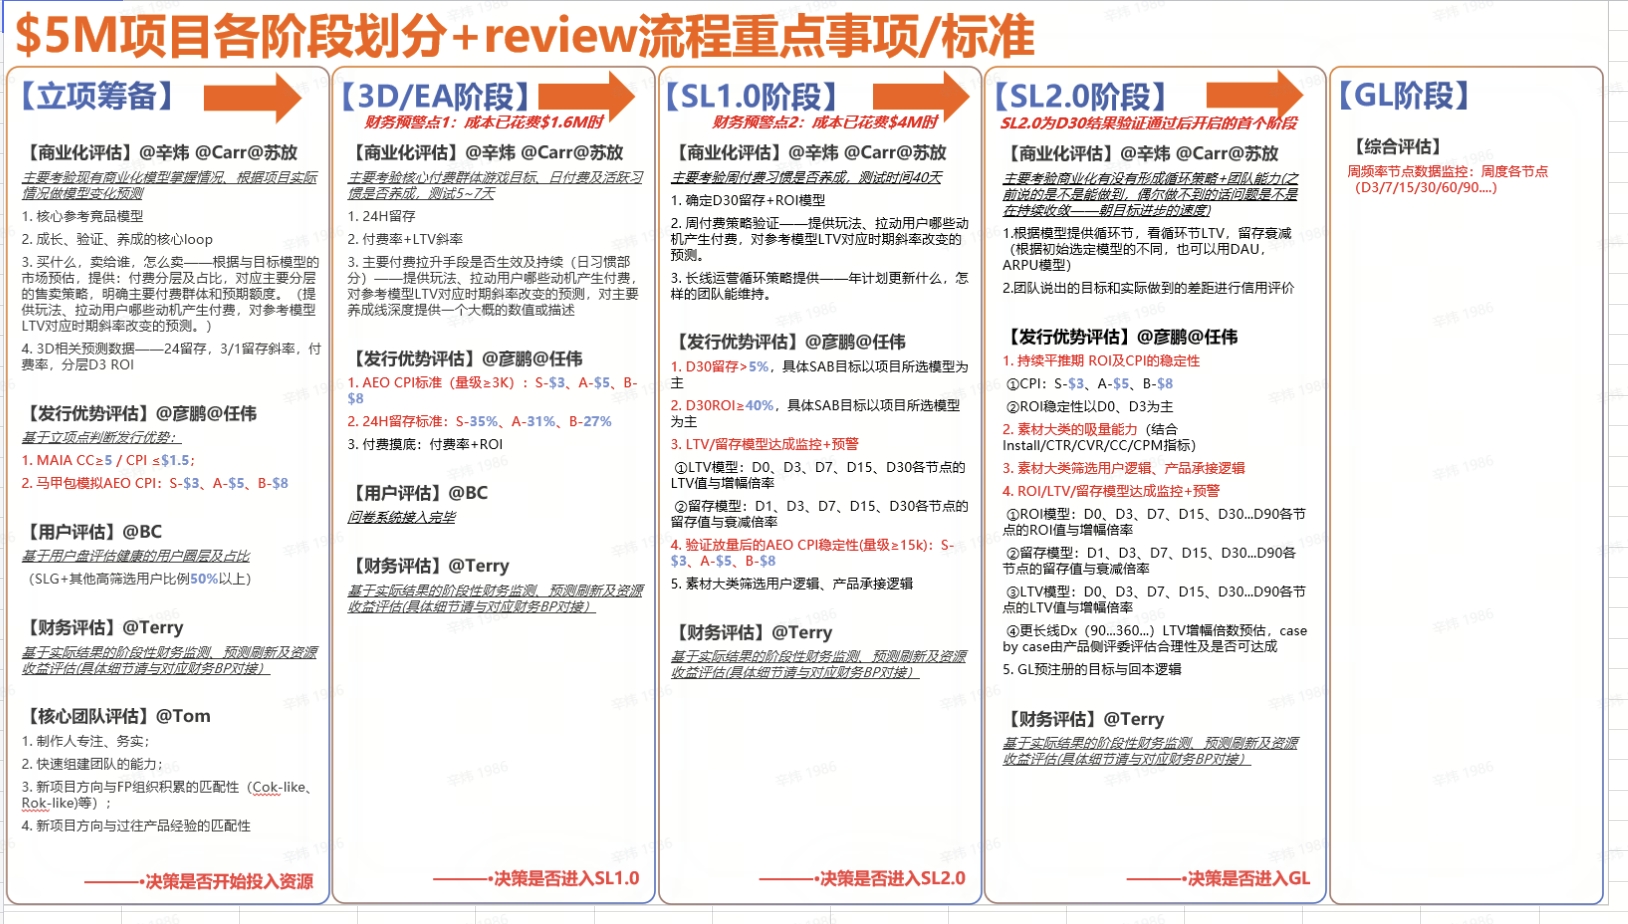 $5M项目各阶段划分+review流程重点事项/标准
【立项筹备】
【商业化评估】@辛炜 @Carr@苏放
主要考验现有商业化模型掌握情况、根据项目实际
情况做模型变化预测
1. 核心参考竞品模型
2. 成长、验证、养成的核心loop
3. 买什么，卖给谁，怎么卖——根据与目标模型的
市场预估，提供：付费分层及占比，对应主要分层
的售卖策略，明确主要付费群体和预期额度。（提
供玩法、拉动用户哪些动机产生付费，对参考模型
LTV对应时期斜率改变的预测。）
4. 3D相关预测数据——24留存，3/1留存斜率，付
费率，分层D3 ROI
【发行优势评估】@彦鹏@任伟
基于立项点判断发行优势：
1. MAIA CC≥5 / CPI ≤$1.5;
2. 马甲包模拟AEO CPI：S-$3、A-$5、B-$8
【用户评估】@BC
基于用户盘评估健康的用户圈层及占比
（SLG+其他高筛选用户比例50%以上）
【财务评估】@Terry
基于实际结果的阶段性财务监测、预测刷新及资源
收益评估(具体细节请与对应财务BP对接）
【核心团队评估】@Tom
1. 制作人专注、务实；
2. 快速组建团队的能力；
3. 新项目方向与FP组织积累的匹配性（Cok-like、
Rok-like)等）；
4. 新项目方向与过往产品经验的匹配性
———•决策是否开始投入资源
【3D/EA阶段】
财务预警点1：成本已花费$1.6M时
【商业化评估】@辛炜 @Carr@苏放
主要考验核心付费群体游戏目标、日付费及活跃习
惯是否养成，测试5~7天
1. 24H留存
2. 付费率+LTV斜率
3. 主要付费拉升手段是否生效及持续（日习惯部
分）——提供玩法、拉动用户哪些动机产生付费，
对参考模型LTV对应时期斜率改变的预测，对主要
养成线深度提供一个大概的数值或描述
【发行优势评估】@彦鹏@任伟
1. AEO CPI标准（量级≥3K）：S-$3、A-$5、B-
$8
2. 24H留存标准：S-35%、A-31%、B-27%
3. 付费摸底：付费率+ROI
【用户评估】@BC
问卷系统接入完毕
【财务评估】@Terry
基于实际结果的阶段性财务监测、预测刷新及资源
收益评估(具体细节请与对应财务BP对接）
———•决策是否进入SL1.0
【SL1.0阶段】
财务预警点2：成本已花费$4M时
【商业化评估】@辛炜 @Carr@苏放
主要考验周付费习惯是否养成，测试时间40天
1. 确定D30留存+ROI模型
2. 周付费策略验证——提供玩法、拉动用户哪些动
机产生付费，对参考模型LTV对应时期斜率改变的
预测。
3. 长线运营循环策略提供——年计划更新什么，怎
样的团队能维持。
【发行优势评估】@彦鹏@任伟
1. D30留存>5%，具体SAB目标以项目所选模型为
主
2. D30ROI≥40%，具体SAB目标以项目所选模型
为主
3. LTV/留存模型达成监控+预警
①LTV模型：D0、D3、D7、D15、D30各节点的
LTV值与增幅倍率
②留存模型：D1、D3、D7、D15、D30各节点的
留存值与衰减倍率
4. 验证放量后的AEO CPI稳定性(量级≥15k)：S-
$3、A-$5、B-$8
5. 素材大类筛选用户逻辑、产品承接逻辑
【财务评估】@Terry
基于实际结果的阶段性财务监测、预测刷新及资源
收益评估(具体细节请与对应财务BP对接）
———•决策是否进入SL2.0
【SL2.0阶段】
SL2.0为D30结果验证通过后开启的首个阶段
【商业化评估】@辛炜 @Carr@苏放
主要考验商业化有没有形成循环策略+团队能力(之
前说的是不是能做到，偶尔做不到的话问题是不是
在持续收敛——朝目标进步的速度)
1.根据模型提供循环节，看循环节LTV，留存衰减
（根据初始选定模型的不同，也可以用DAU，
ARPU模型）
2.团队说出的目标和实际做到的差距进行信用评价
【发行优势评估】@彦鹏@任伟
1. 持续平推期 ROI及CPI的稳定性
①CPI：S-$3、A-$5、B-$8
②ROI稳定性以D0、D3为主
2. 素材大类的吸量能力（结合
Install/CTR/CVR/CC/CPM指标）
3. 素材大类筛选用户逻辑、产品承接逻辑
4. ROI/LTV/留存模型达成监控+预警
①ROI模型：D0、D3、D7、D15、D30...D90各节
点的ROI值与增幅倍率
②留存模型：D1、D3、D7、D15、D30...D90各
节点的留存值与衰减倍率
③LTV模型：D0、D3、D7、D15、D30...D90各节
点的LTV值与增幅倍率
④更长线Dx（90...360...）LTV增幅倍数预估，case
by case由产品侧评委评估合理性及是否可达成
5. GL预注册的目标与回本逻辑
【财务评估】@Terry
基于实际结果的阶段性财务监测、预测刷新及资源
收益评估(具体细节请与对应财务BP对接）
———•决策是否进入GL
【GL阶段】
【综合评估】
周频率节点数据监控：周度各节点
（D3/7/15/30/60/90....）
辛炜 1986